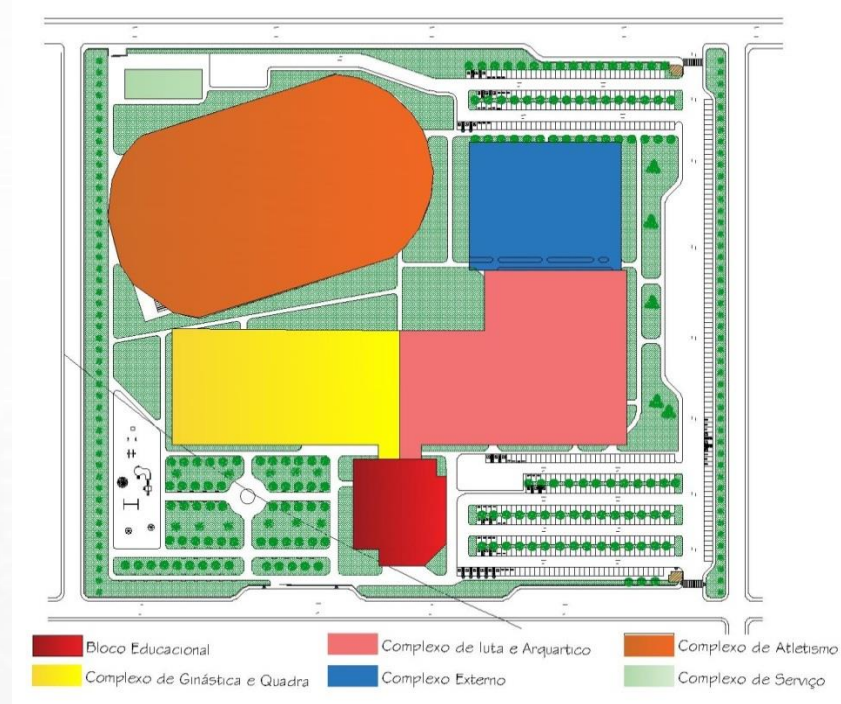 Bloco Educacional
Complexo de luta e Arquartico
Complexo de Atletismo
Complexo de Ginástica e Quadra
Complexo Externo
Complexo de Serviço